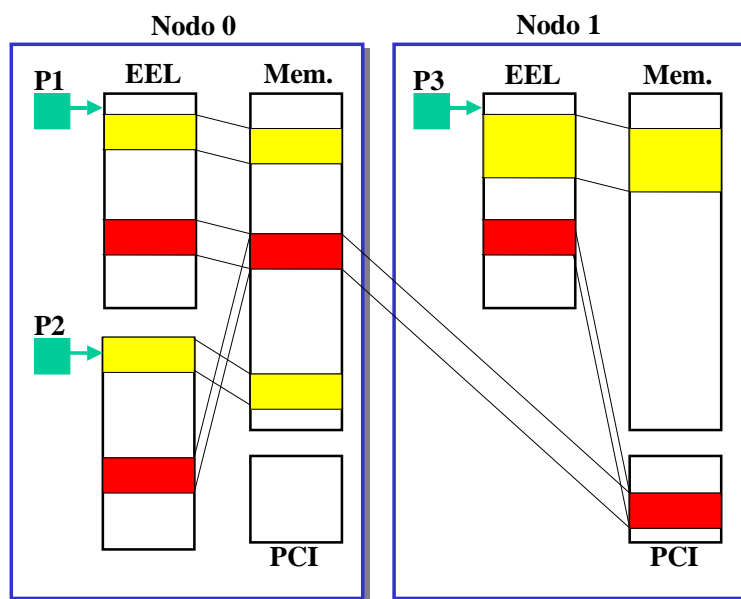 Nodo 0
P1
EEL
Mem.
P2
PCI
Nodo 1
P3
EEL
Mem.
PCI